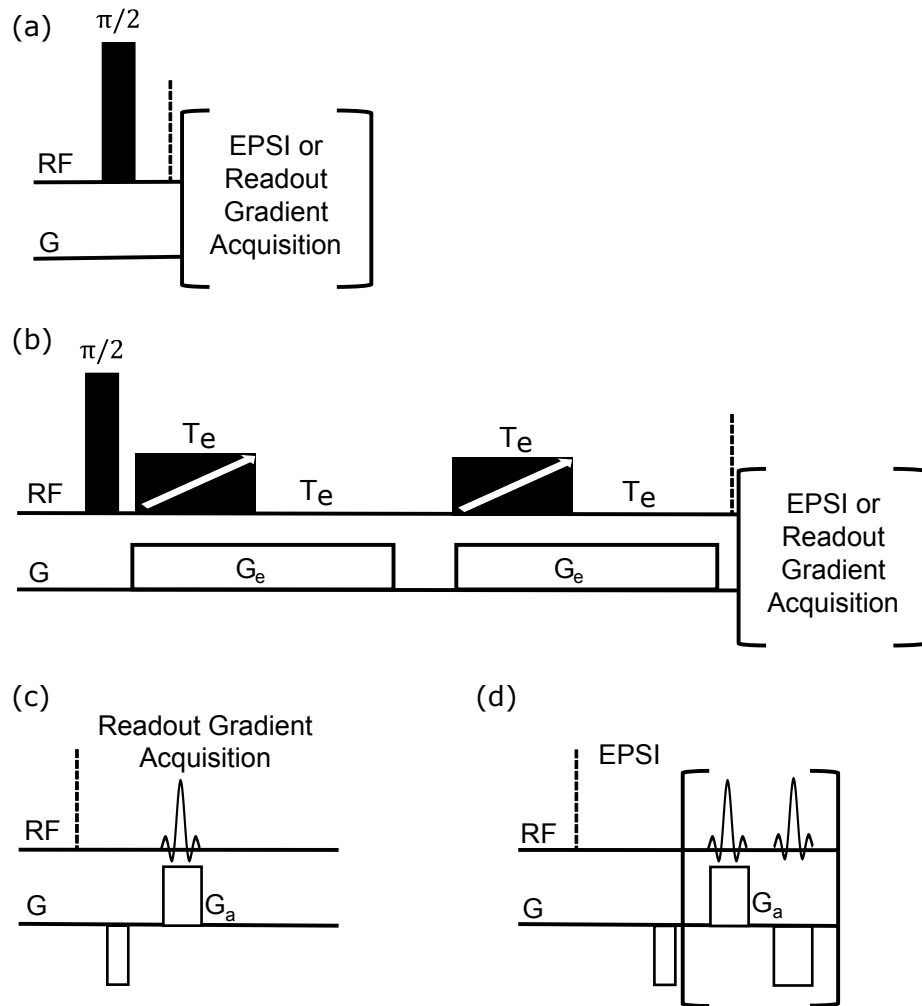 (a)
π/2
RF
G
EPSI or
Readout
Gradient
Acquisition
(b)
π/2
Te
Te
Te
Te
RF
G
Ge
Ge
EPSI or
Readout
Gradient
Acquisition
(c)
Readout Gradient
Acquisition
RF
G
Ga
(d)
EPSI
RF
G
Ga